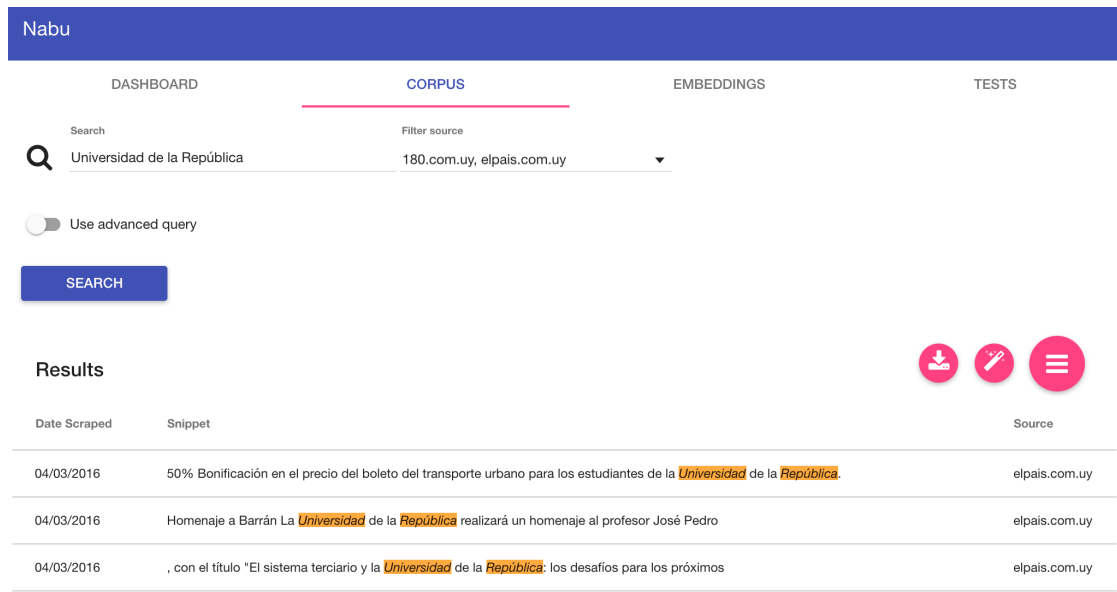 Nabu
DASHBOARD CORPUS EMBEDDINGS TESTS
Search Filter source
Universidad de la República 180.com.uy, elpais.com.uy
Use advanced query
SEARCH
Results
Date Scraped Snippet Source
04/03/2016 50% Bonificación en el precio del boleto del transporte urbano para los estudiantes de la Universidad de la República. elpais.com.uy
04/03/2016 Homenaje a Barrán La Universidad de la República realizará un homenaje al profesor José Pedro elpais.com.uy
04/03/2016 , con el título "El sistema terciario y la Universidad de la República: los desafíos para los próximos elpais.com.uy